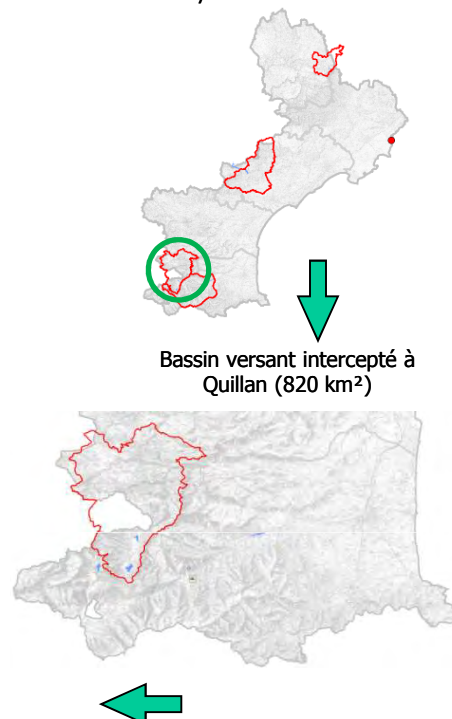 Bassin versant intercepté à
Quillan (820 km²)